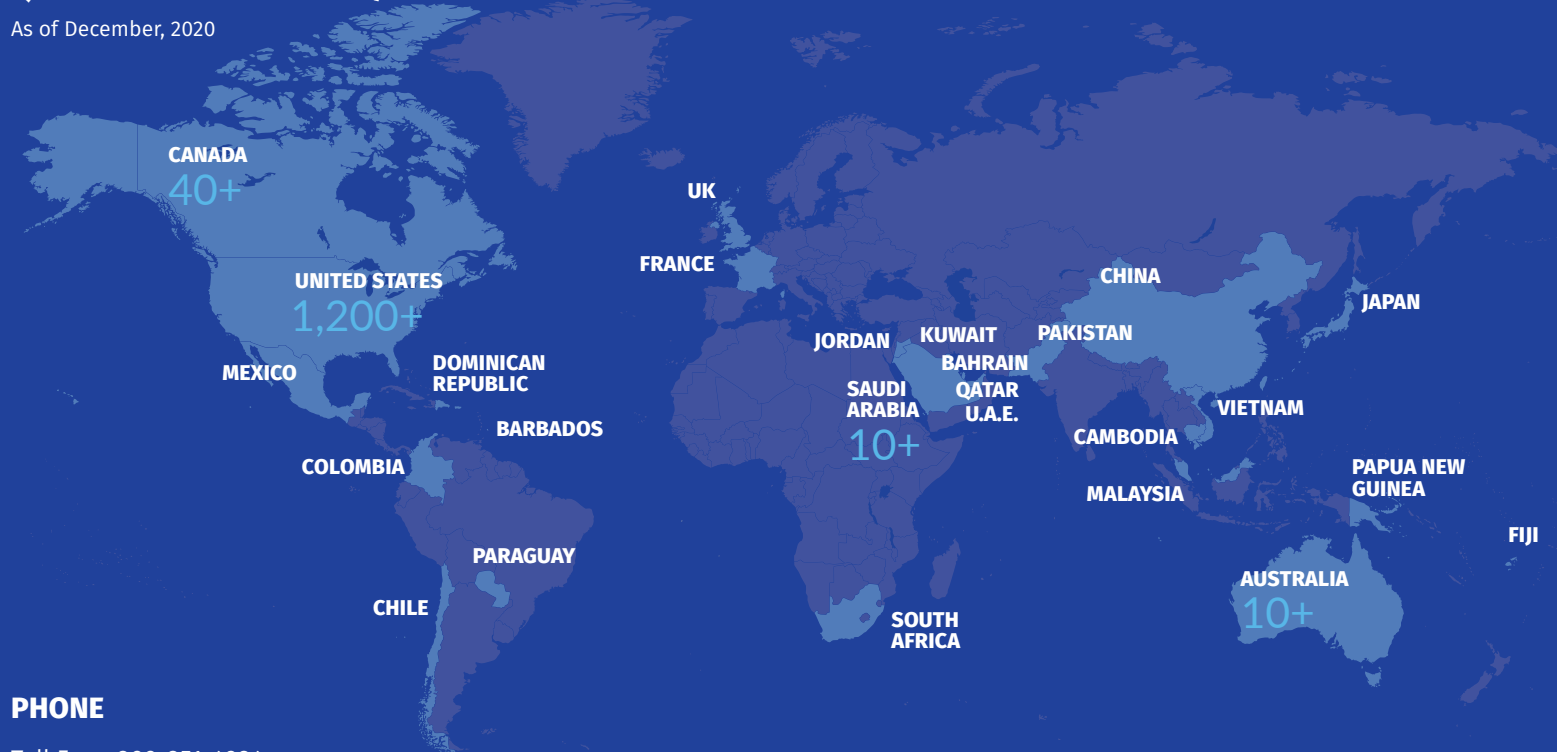 As of December, 2020
CANADA
40+
UK
FRANCE
UNITED STATES
1,200+
CHINA
JAPAN
JORDAN
KUWAIT
PAKISTAN
BAHRAIN
MEXICO
DOMINICAN
REPUBLIC
SAUDI
ARABIA
10+
QATAR
U.A.E.
VIETNAM
BARBADOS
CAMBODIA
COLOMBIA
MALAYSIA
PAPUA NEW
GUINEA
FIJI
PARAGUAY
AUSTRALIA
10+
CHILE
SOUTH
AFRICA
PHONE